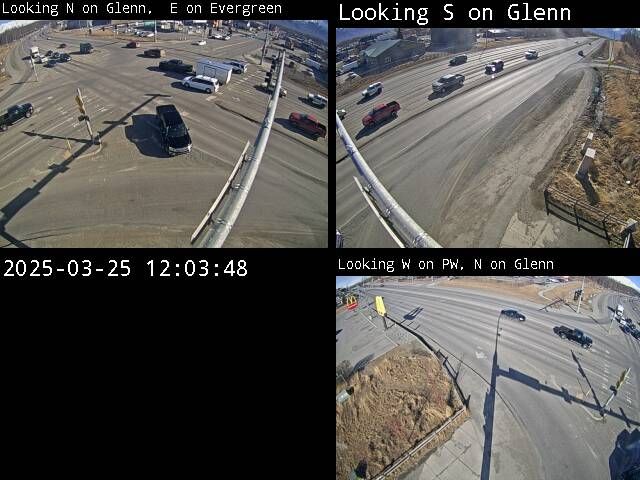 Looking N on Glenn,  E on Evergreen
Looking S on Glenn
2025-03-25 12:03:48
Looking W on PW, N on Glenn